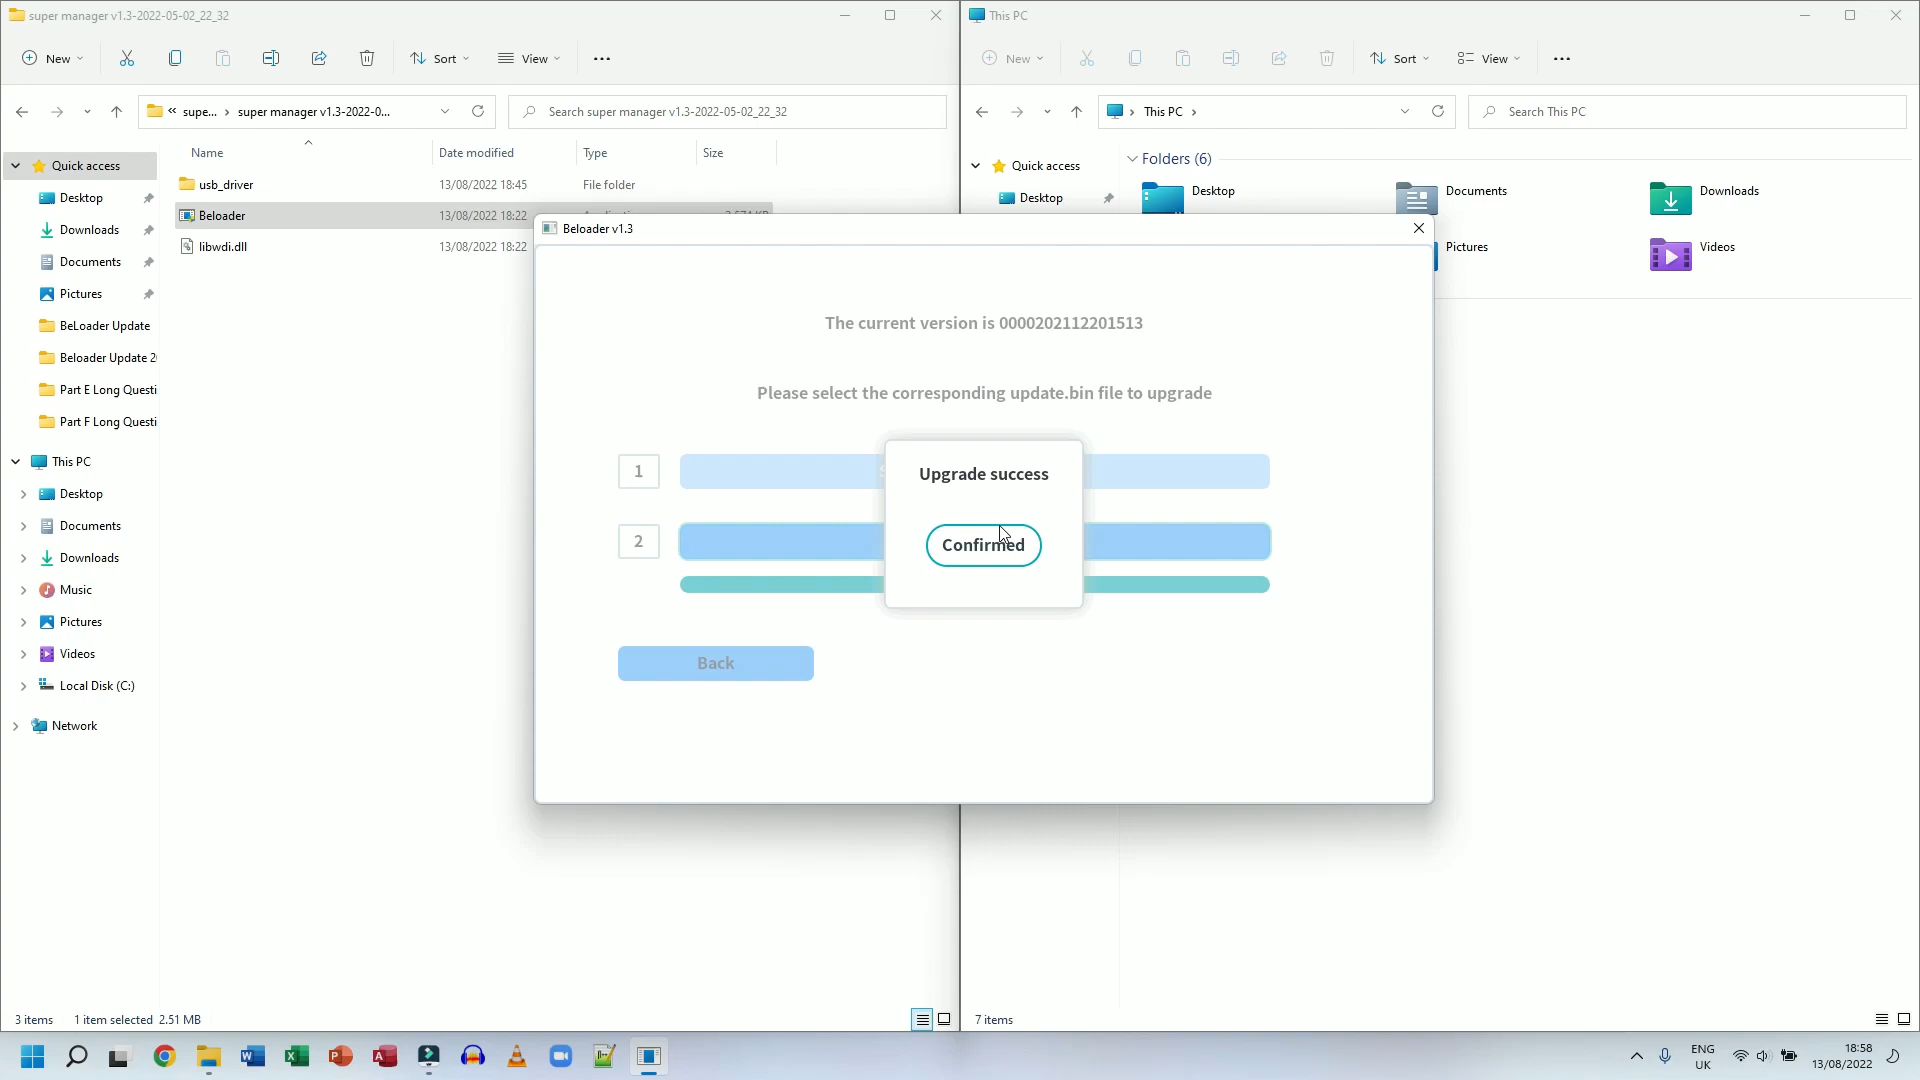 super manager v1.3-2022-05-02_22_32
New
Sort
View
supe...
super manager v1.3-2022-0...
Search super manager v1.3-2022-05-02_22_32
Name
Date modified
Type
Size
Quick access
Desktop
Downloads
Documents
Pictures
BeLoader Update
Beloader Update 2
Part E Long Questi
Part F Long Questi
This PC
Desktop
Documents
Downloads
Music
Pictures
Videos
Local Disk (C:)
Network
usb_driver
13/08/2022 18:45
File folder
Beloader
13/08/2022 18:22
libwdi.dll
13/08/2022 18:22
3 items
1 item selected 2.51 MB
This PC
New
Sort
View
This PC
Search This PC
Quick access
Desktop
Folders (6)
Desktop
Documents
Downloads
Pictures
Videos
7 items
Beloader v1.3
The current version is 0000202112201513
Please select the corresponding update.bin file to upgrade
1
2
Upgrade success
Confirmed
Back
ENG
UK
18:58
13/08/2022